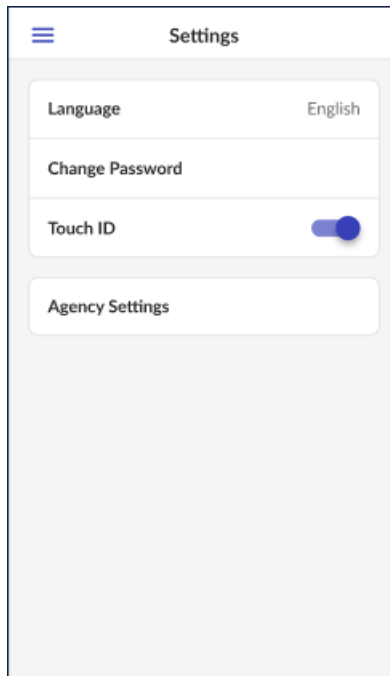 Settings
Language English
Change Password
Touch ID
Agency Settings